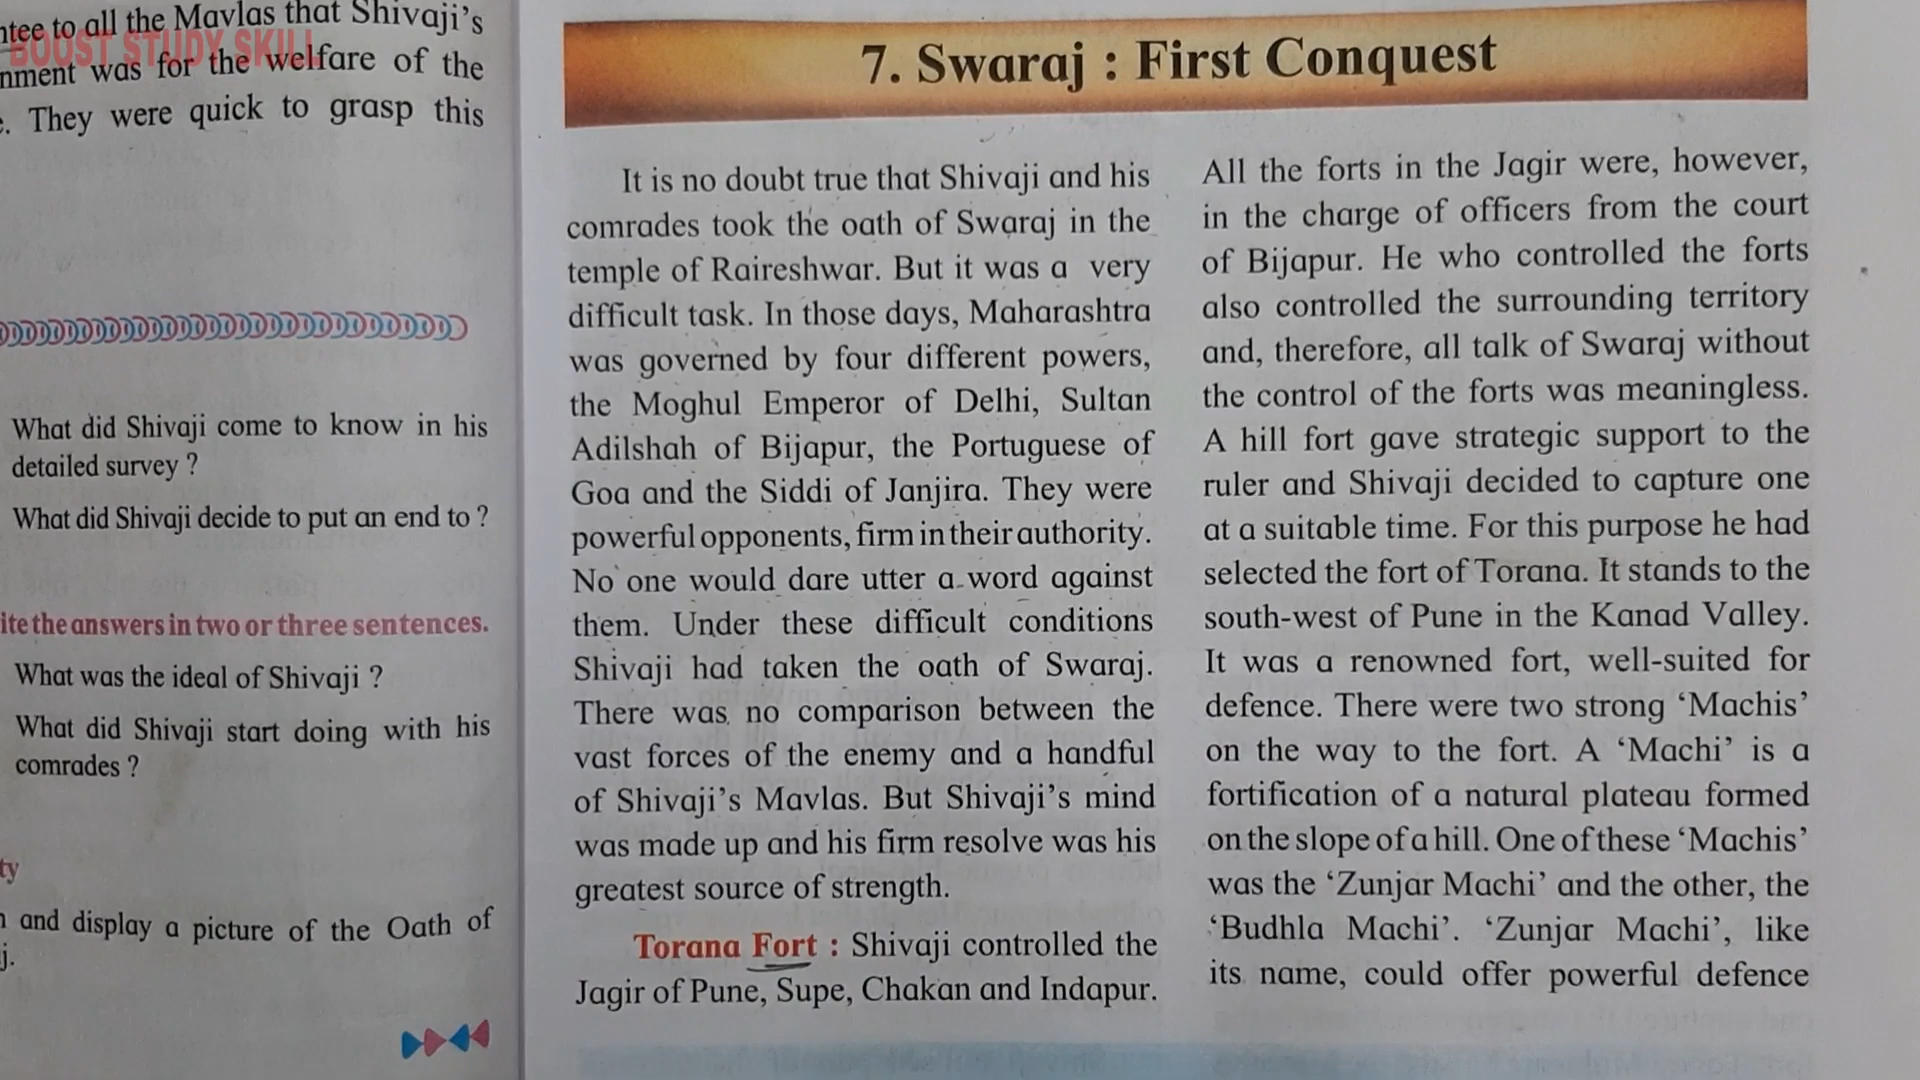 ntee to all the Mavlas that Shivaji's
BOOST STUDY SKILL
nment was for the welfare of the
. They were quick to grasp this
What did Shivaji come to know in his
detailed survey ?
What did Shivaji decide to put an end to ?
ite the answers in two or three sentences.
What was the ideal of Shivaji ?
What did Shivaji start doing with his
comrades ?
ty
and display a picture of the Oath of
j.
7. Swaraj : First Conquest
It is no doubt true that Shivaji and his
comrades took the oath of Swaraj in the
temple of Raireshwar. But it was a very
difficult task. In those days, Maharashtra
was governed by four different powers,
the Moghul Emperor of Delhi, Sultan
Adilshah of Bijapur, the Portuguese of
Goa and the Siddi of Janjira. They were
powerful opponents, firm in their authority.
No one would dare utter a word against
them. Under these difficult conditions
Shivaji had taken the oath of Swaraj.
There was no comparison between the
vast forces of the enemy and a handful
of Shivaji's Mavlas. But Shivaji's mind
was made up and his firm resolve was his
greatest source of strength.
Torana Fort : Shivaji controlled the
Jagir of Pune, Supe, Chakan and Indapur.
All the forts in the Jagir were, however,
in the charge of officers from the court
of Bijapur. He who controlled the forts
also controlled the surrounding territory
and, therefore, all talk of Swaraj without
the control of the forts was meaningless.
A hill fort gave strategic support to the
ruler and Shivaji decided to capture one
at a suitable time. For this purpose he had
selected the fort of Torana. It stands to the
south-west of Pune in the Kanad Valley.
It was a renowned fort, well-suited for
defence. There were two strong 'Machis'
on the way to the fort. A 'Machi' is a
fortification of a natural plateau formed
on the slope of a hill. One of these 'Machis'
was the 'Zunjar Machi' and the other, the
'Budhla Machi'. 'Zunjar Machi', like
its name, could offer powerful defence